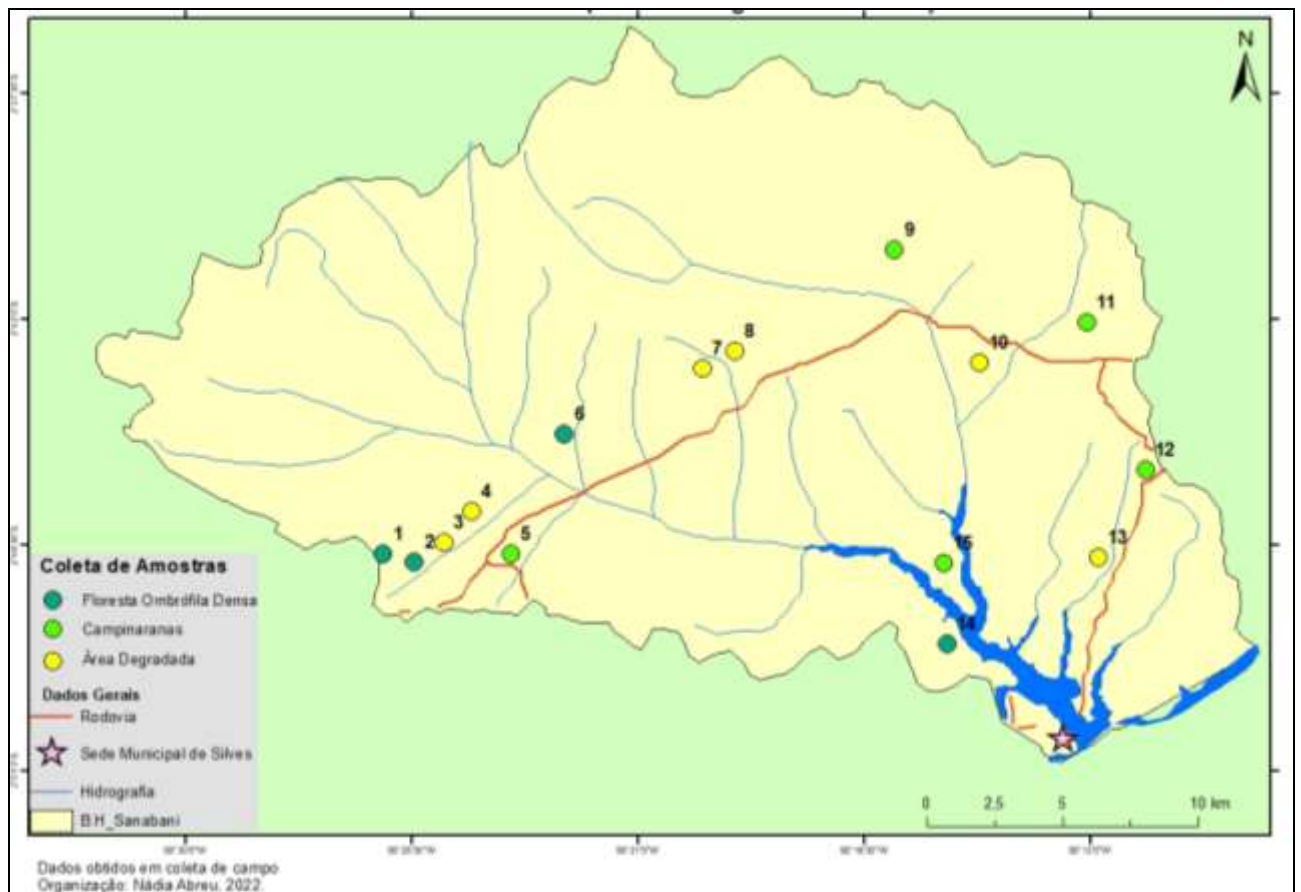 N
9
11
8
7
10
6
12
4
3
1
2
5
13
15
14
Coleta de Amostras
Floresta Ombrófila Densa
Campinaranas
Área Degradada
Dados Gerais
Rodovia
Sede Municipal de Silves
Hidrografia
B.H_Sanabani
0 2,5 5 10 km
Dados obtidos em coleta de campo
Organização: Nádia Abreu, 2022.